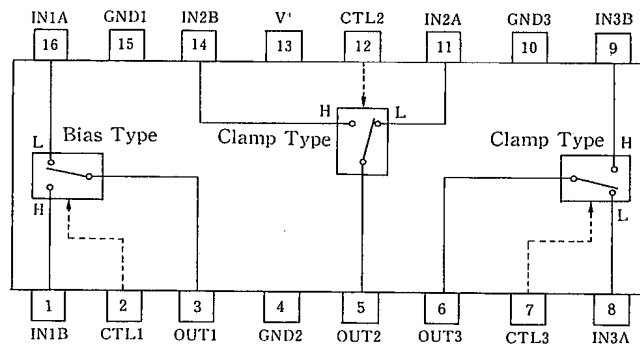 IN1A GND1 IN2B V+ CTL2 IN2A GND3 IN3B
16 15 14 13 12 11 10 9
H L
L Bias Type Clamp Type Clamp Type H
H L
1 2 3 4 5 6 7 8
IN1B CTL1 OUT1 GND2 OUT2 OUT3 CTL3 IN3A